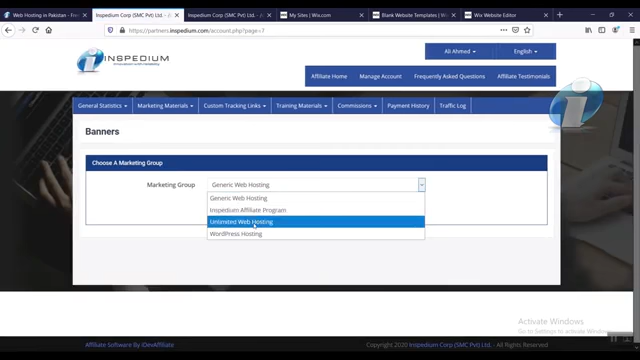 Web Hosting in Pakistan - Fre
Inspedium Corp (SMC Pvt) Ltd. - A
Inspedium Corp (SMC Pvt) Ltd. - A
My Sites | Wix.com
Blank Website Templates | W
Wix Website Editor
https://partners.inspedium.com/account.php?page=7
INSPEDIUM
Ali Ahmed
English
Affiliate Home
Manage Account
Frequently Asked Questions
Affiliate Testimonials
General Statistics
Marketing Materials
Custom Tracking Links
Training Materials
Commissions
Payment History
Traffic Log
Banners
Choose A Marketing Group
Marketing Group
Generic Web Hosting
Generic Web Hosting
Inspedium Affiliate Program
Unlimited Web Hosting
WordPress Hosting
Activate Windows
Go to Settings to activate Windows.
Affiliate Software By iDevAffiliate
Copyright 2020 Inspedium Corp (SMC Pvt) Ltd.